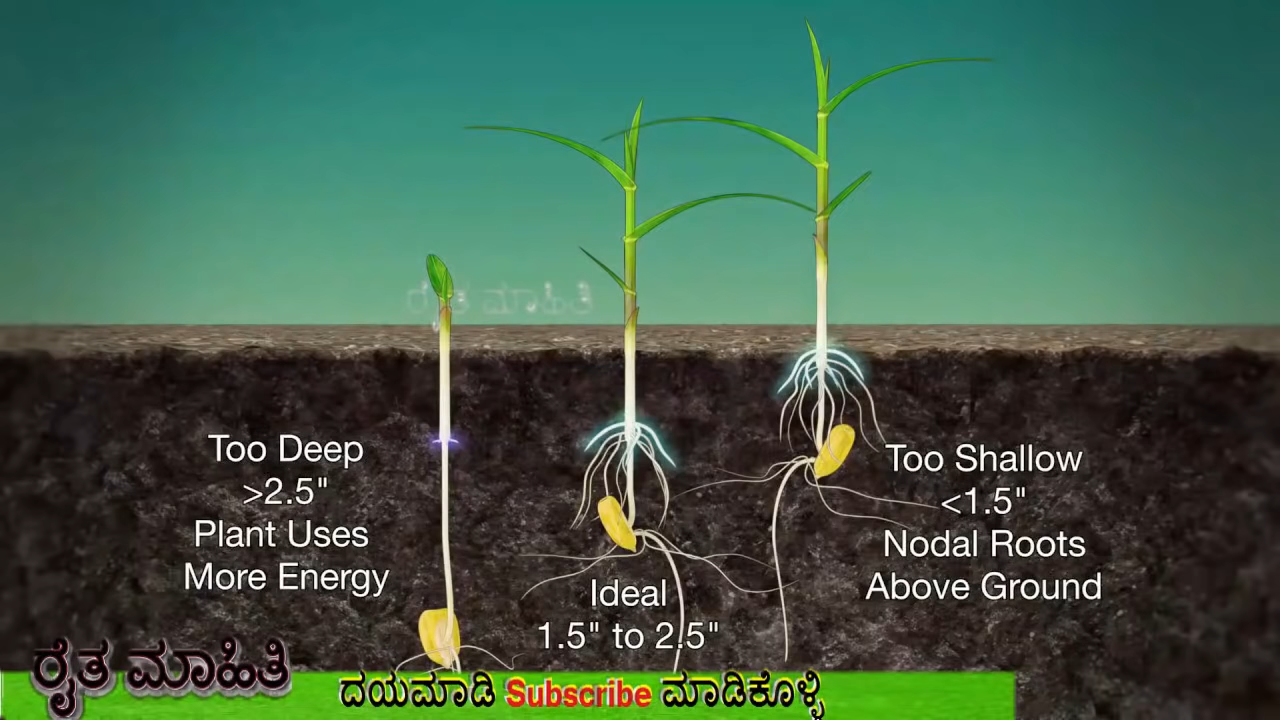 ರೈತ ಮಾಹಿತಿ
Too Deep
>2.5"
Plant Uses
More Energy
Ideal
1.5" to 2.5"
Too Shallow
<1.5"
Nodal Roots
Above Ground
ರೈತ ಮಾಹಿತಿ
ದಯಮಾಡಿ Subscribe ಮಾಡಿಕೊಳ್ಳಿ